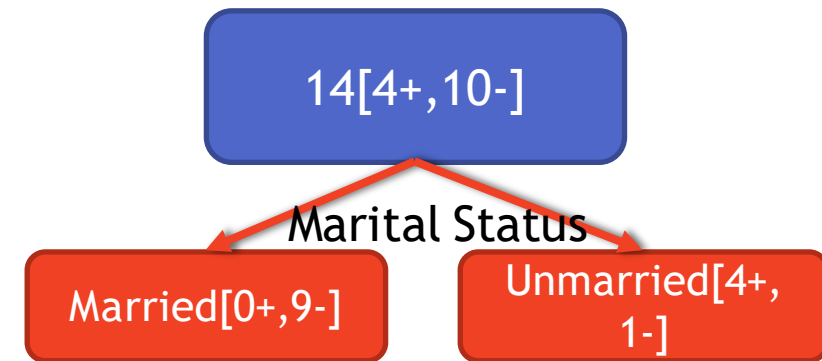 14[4+,10-]
Marital Status
Married[0+,9-]
Unmarried[4+,
1-]